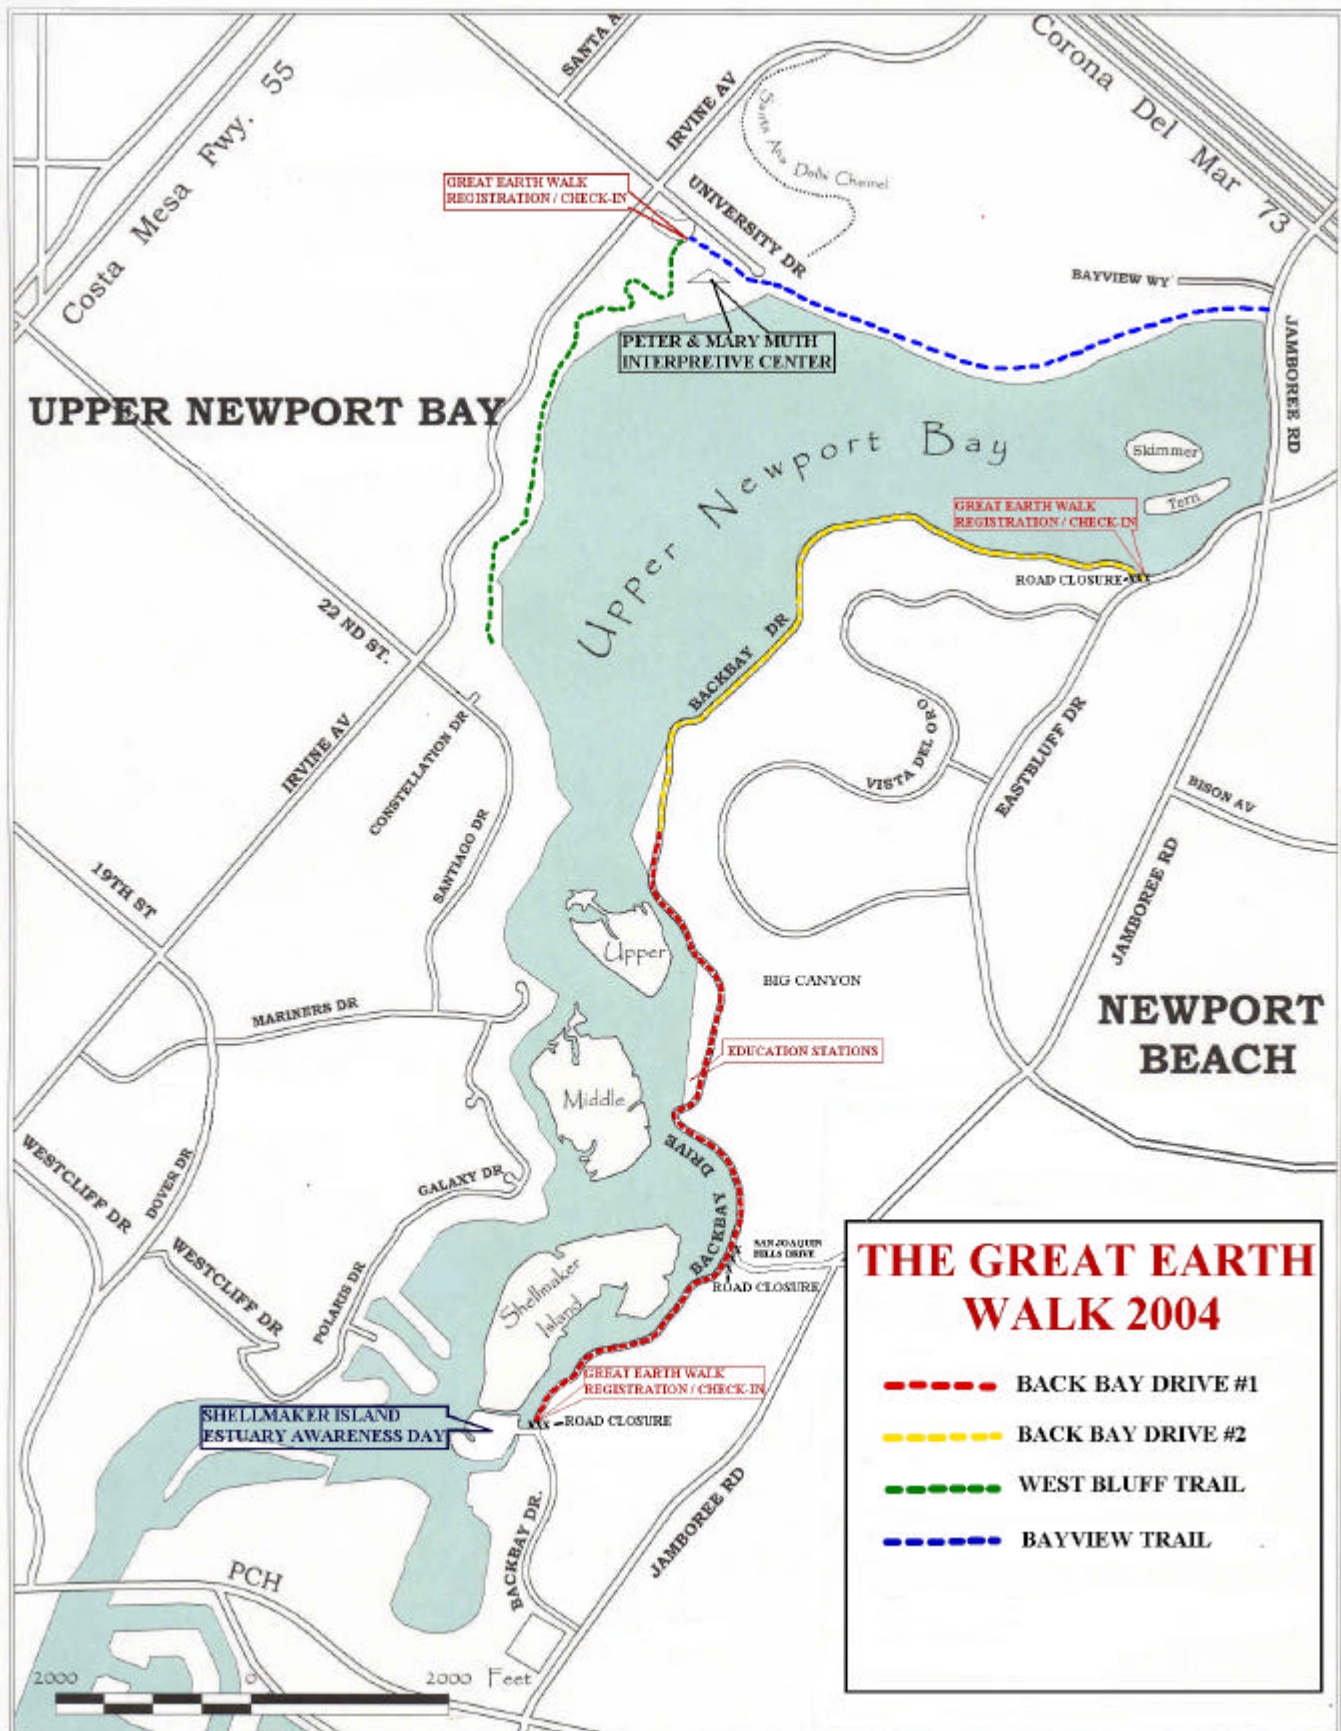 Costa Mesa Fwy. 55
SANTA A
IRVINE AV
Corona Del Mar 73
Santa Ana Delhi Channel
GREAT EARTH WALK
REGISTRATION / CHECK-IN
UNIVERSITY DR
BAYVIEW WY
JAMBOREE RD
PETER & MARY MUTH
INTERPRETIVE CENTER
UPPER NEWPORT BAY
Upper Newport Bay
Skimmer
Tern
GREAT EARTH WALK
REGISTRATION / CHECK-IN
ROAD CLOSURE XXX
22 ND ST.
BACKBAY DR
IRVINE AV
CONSTELLATION DR
VISTA DEL ORO
EASTBLUFF DR
BISON AV
SANTIAGO DR
19TH ST
JAMBOREE RD
Upper
BIG CANYON
MARINERS DR
NEWPORT
BEACH
EDUCATION STATIONS
Middle
WESTCLIFF DR
DOVER DR
GALAXY DR
BACKBAY DRIVE
SAN JOAQUIN
HILLS DRIVE
ROAD CLOSURE
WESTCLIFF DR
POLARIS DR
Shellmaker
Island
GREAT EARTH WALK
REGISTRATION / CHECK-IN
XXX ROAD CLOSURE
SHELLMAKER ISLAND
ESTUARY AWARENESS DAY
BACKBAY DR.
JAMBOREE RD
PCH
2000 0 2000 Feet
THE GREAT EARTH
WALK 2004
BACK BAY DRIVE #1
BACK BAY DRIVE #2
WEST BLUFF TRAIL
BAYVIEW TRAIL